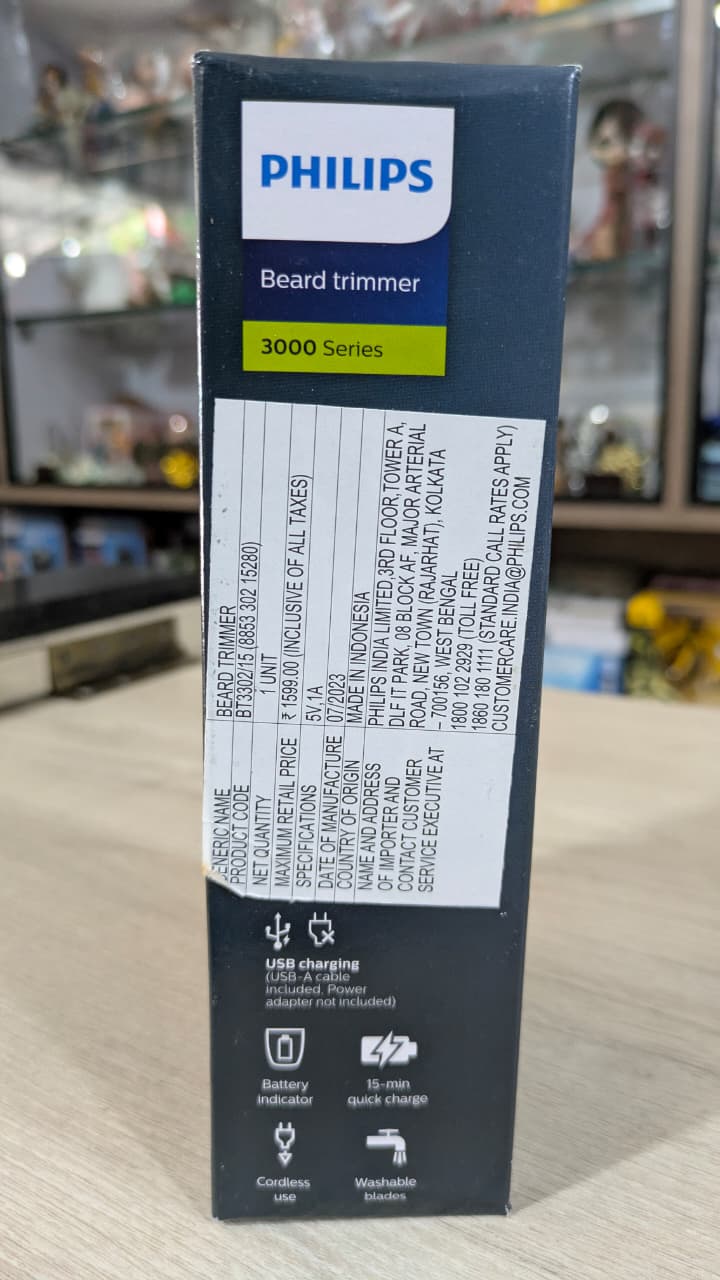 PHILIPS
Beard trimmer
3000 Series
ENERIC NAME BEARD TRIMMER
PRODUCT CODE BT3302/15 (8853 302 15280)
NET QUANTITY 1 UNIT
MAXIMUM RETAIL PRICE ₹ 1599.00 (INCLUSIVE OF ALL TAXES)
SPECIFICATIONS 5V,1A
DATE OF MANUFACTURE 07/2023
COUNTRY OF ORIGIN MADE IN INDONESIA
NAME AND ADDRESS
OF IMPORTER AND
CONTACT CUSTOMER
SERVICE EXECUTIVE AT
PHILIPS INDIA LIMITED,3RD FLOOR,TOWER A,
DLF IT PARK, 08 BLOCK AF, MAJOR ARTERIAL
ROAD, NEW TOWN (RAJARHAT), KOLKATA
– 700156, WEST BENGAL
1800 102 2929 (TOLL FREE)
1860 180 1111 (STANDARD CALL RATES APPLY)
CUSTOMERCARE.INDIA@PHILIPS.COM
USB charging
(USB-A cable
included, Power
adapter not included)
Battery
indicator
15-min
quick charge
Cordless
use
Washable
blades